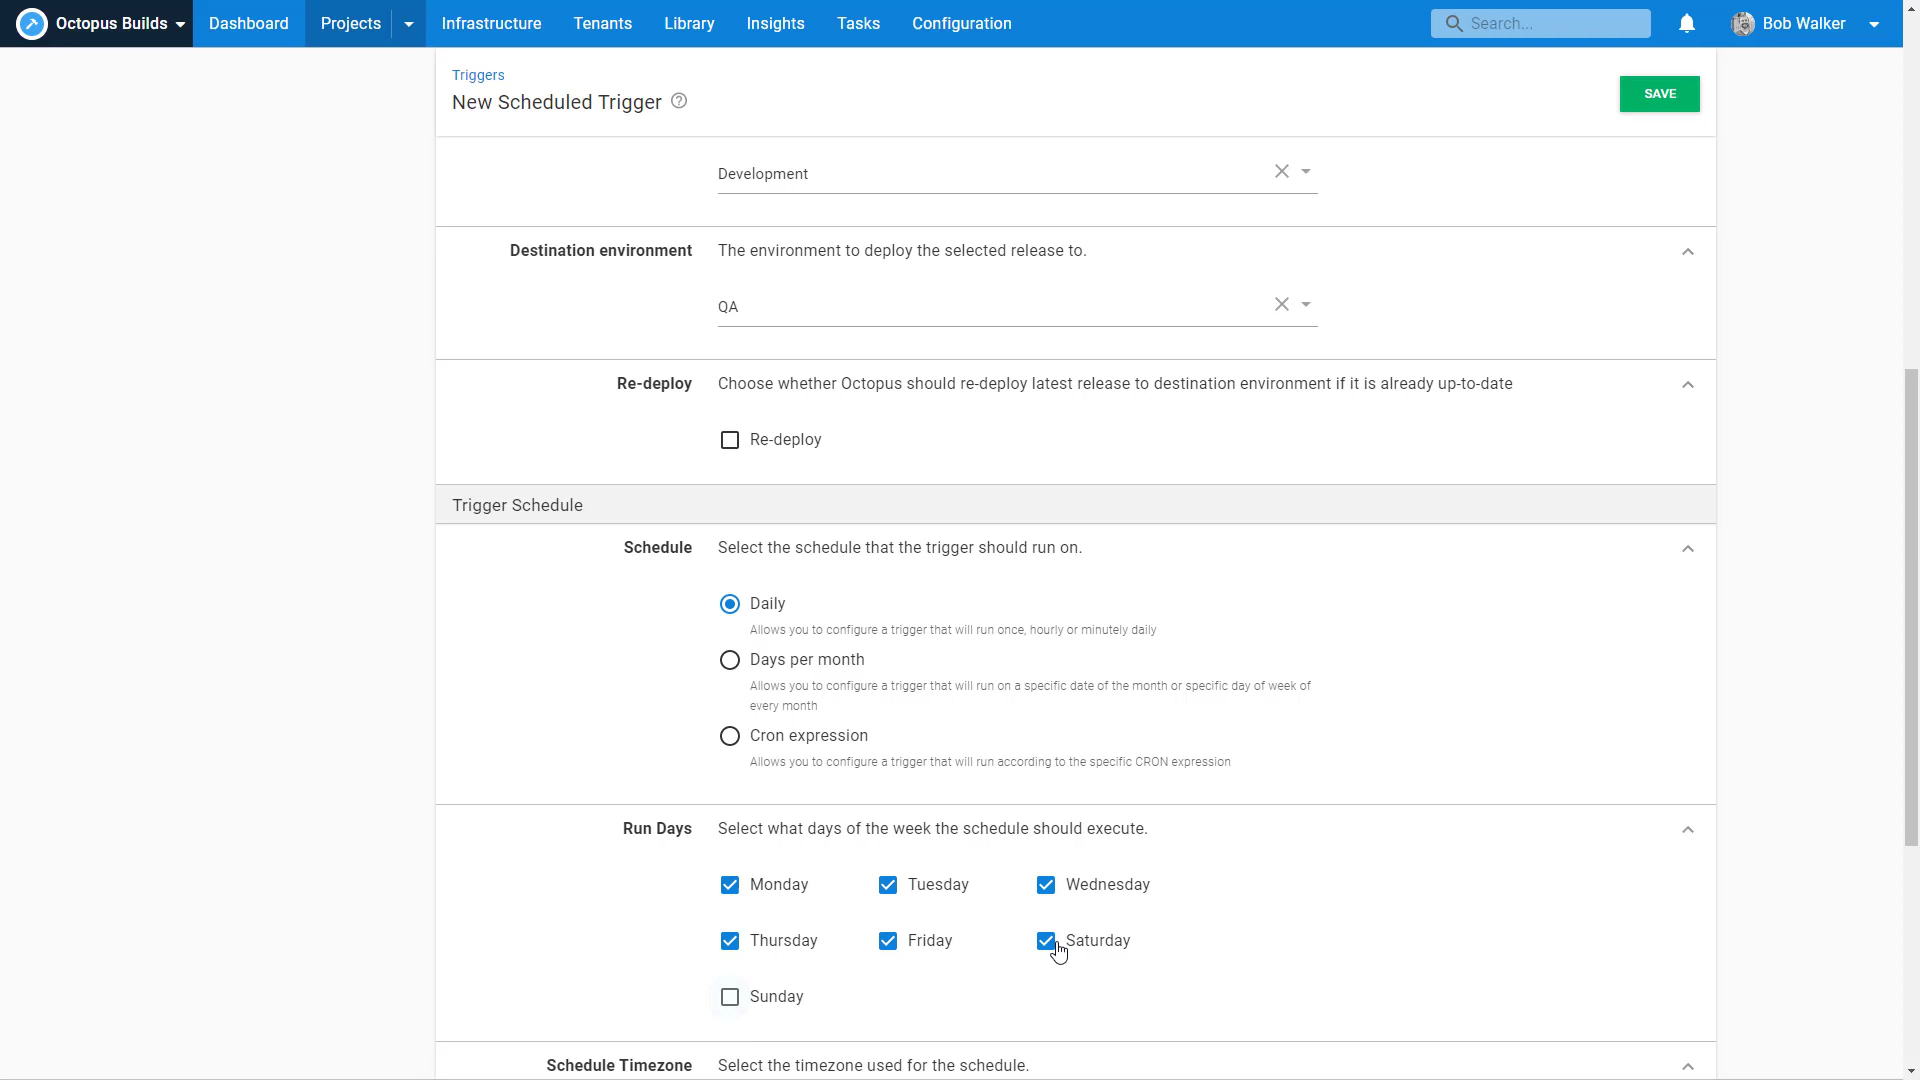 Octopus Builds
Dashboard
Projects
Infrastructure
Tenants
Library
Insights
Tasks
Configuration
Search...
Bob Walker
Triggers
New Scheduled Trigger
SAVE
Development
Destination environment
The environment to deploy the selected release to.
QA
Re-deploy
Choose whether Octopus should re-deploy latest release to destination environment if it is already up-to-date
Re-deploy
Trigger Schedule
Schedule
Select the schedule that the trigger should run on.
Daily
Allows you to configure a trigger that will run once, hourly or minutely daily
Days per month
Allows you to configure a trigger that will run on a specific date of the month or specific day of week of
every month
Cron expression
Allows you to configure a trigger that will run according to the specific CRON expression
Run Days
Select what days of the week the schedule should execute.
Monday
Tuesday
Wednesday
Thursday
Friday
Saturday
Sunday
Schedule Timezone
Select the timezone used for the schedule.